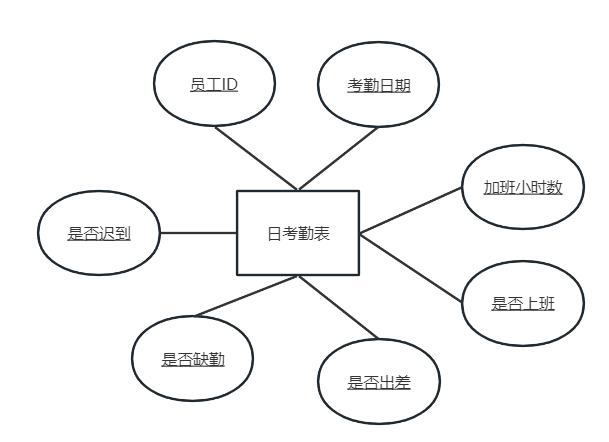 员工ID
考勤日期
加班小时数
是否迟到
日考勤表
是否上班
是否缺勤
是否出差